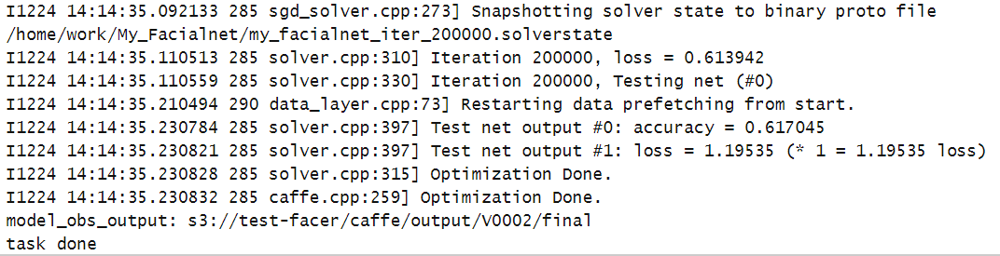 I1224 14:14:35.092133 285 sgd_solver.cpp:273] Snapshotting solver state to binary proto file
/home/work/My_Facialnet/my_facialnet_iter_200000.solverstate
I1224 14:14:35.110513 285 solver.cpp:310] Iteration 200000, loss = 0.613942
I1224 14:14:35.110559 285 solver.cpp:330] Iteration 200000, Testing net (#0)
I1224 14:14:35.210494 290 data_layer.cpp:73] Restarting data prefetching from start.
I1224 14:14:35.230784 285 solver.cpp:397] Test net output #0: accuracy = 0.617045
I1224 14:14:35.230821 285 solver.cpp:397] Test net output #1: loss = 1.19535 (* 1 = 1.19535 loss)
I1224 14:14:35.230828 285 solver.cpp:315] Optimization Done.
I1224 14:14:35.230832 285 caffe.cpp:259] Optimization Done.
model_obs_output: s3://test-facer/caffe/output/V0002/final
task done